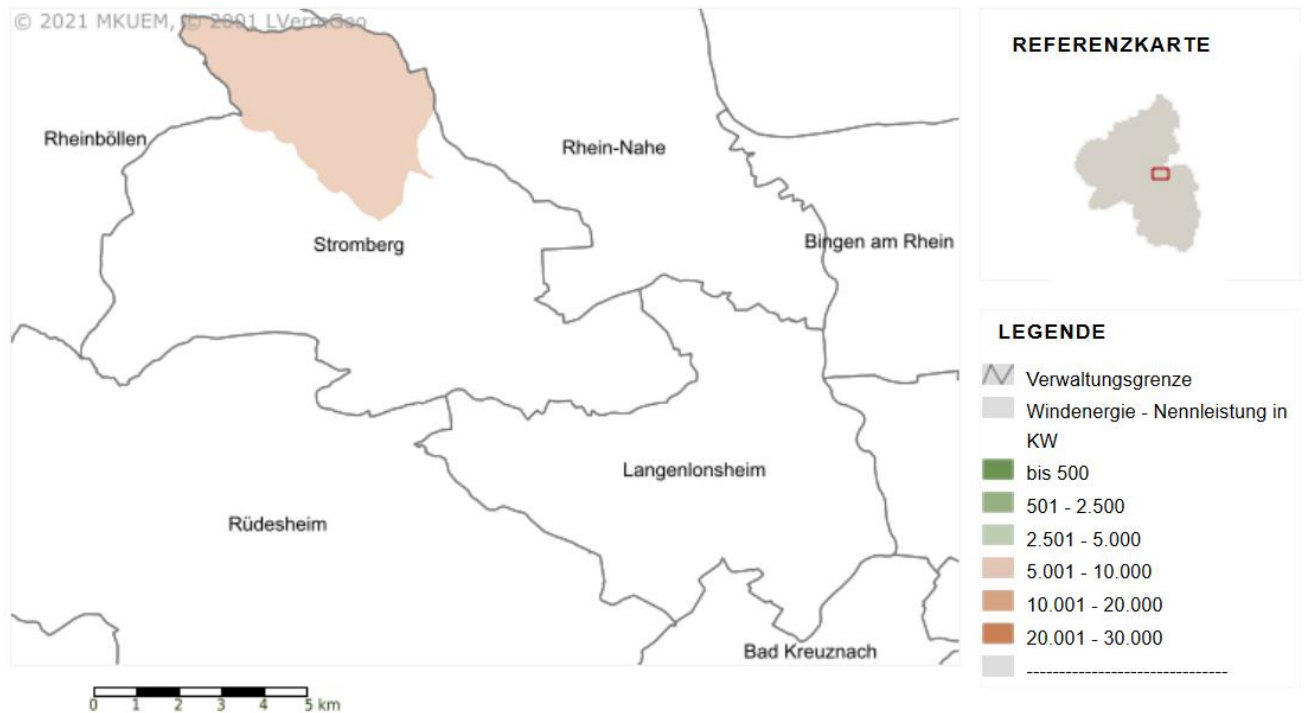 © 2021 MKUEM, © 2001 LVermGeo
Rheinböllen
Rhein-Nahe
Stromberg
Bingen am Rhein
Langenlonsheim
Rüdesheim
Bad Kreuznach
0 1 2 3 4 5 km
REFERENZKARTE
LEGENDE
Verwaltungsgrenze
Windenergie - Nennleistung in
KW
bis 500
501 - 2.500
2.501 - 5.000
5.001 - 10.000
10.001 - 20.000
20.001 - 30.000
-------------------------------